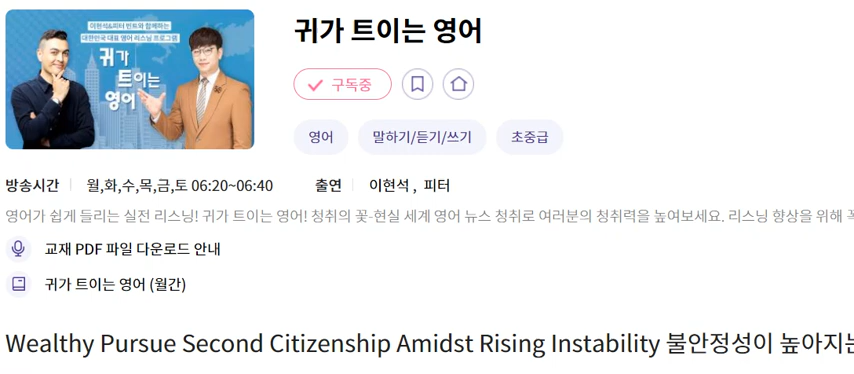 이현석&피터 빈트와 함께하는
대한민국 대표 영어 리스닝 프로그램
귀가
트이는
영어
귀가 트이는 영어
구독중
영어 말하기/듣기/쓰기 초중급
방송시간 월,화,수,목,금,토 06:20~06:40 출연 이현석 , 피터
영어가 쉽게 들리는 실전 리스닝! 귀가 트이는 영어! 청취의 꽃-현실 세계 영어 뉴스 청취로 여러분의 청취력을 높여보세요. 리스닝 향상을 위해
교재 PDF 파일 다운로드 안내
귀가 트이는 영어 (월간)
Wealthy Pursue Second Citizenship Amidst Rising Instability 불안정성이 높아지는